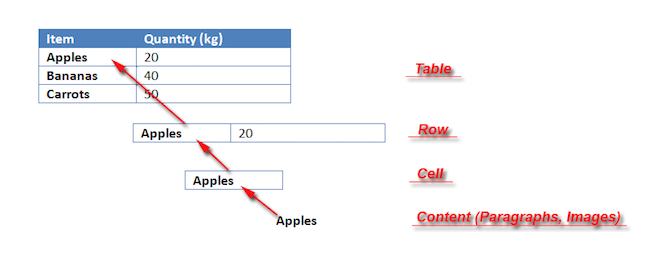 Item Quantity (kg)
Apples 20
Bananas 40
Carrots 50
Table
Apples 20
Row
Apples
Cell
Apples
Content (Paragraphs, Images)